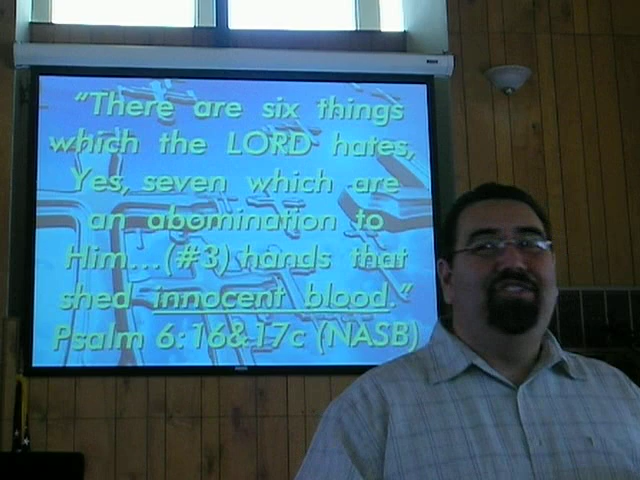 “There are six things
which the LORD hates,
Yes, seven which are
an abomination to
Him...(#3) hands that
shed innocent blood.”
Psalm 6:16&17c (NASB)